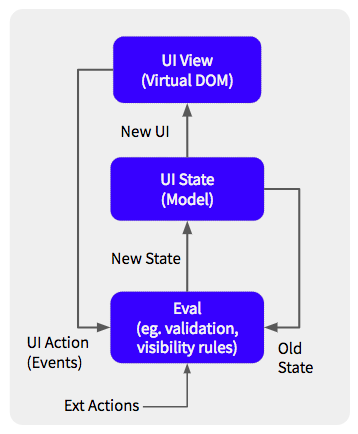 UI View
(Virtual DOM)
New UI
UI State
(Model)
New State
Eval
(eg. validation,
visibility rules)
UI Action
(Events)
Old
State
Ext Actions